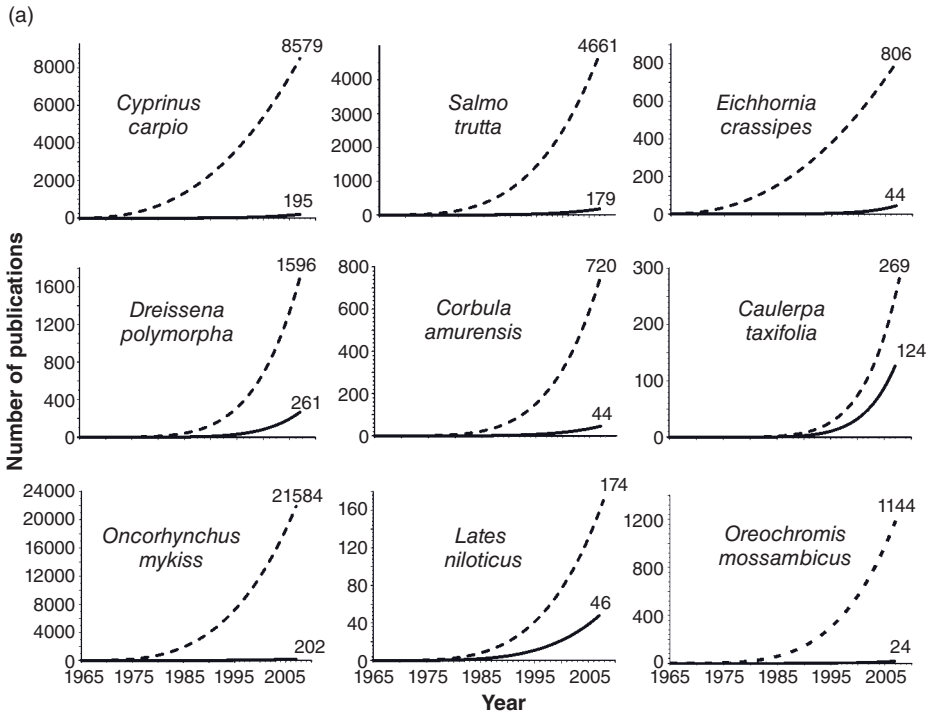 (a)
Number of publications
8000
6000
4000
2000
0
Cyprinus
carpio
8579
195
4000
3000
2000
1000
0
Salmo
trutta
4661
179
800
600
400
200
0
Eichhornia
crassipes
806
44
1600
1200
800
400
0
Dreissena
polymorpha
1596
261
800
600
400
200
0
Corbula
amurensis
720
44
300
200
100
0
Caulerpa
taxifolia
269
124
24000
20000
16000
12000
8000
4000
0
Oncorhynchus
mykiss
21584
202
1965 1975 1985 1995 2005
160
120
80
40
0
Lates
niloticus
174
46
1965 1975 1985 1995 2005
1200
800
400
0
Oreochromis
mossambicus
1144
24
1965 1975 1985 1995 2005
Year